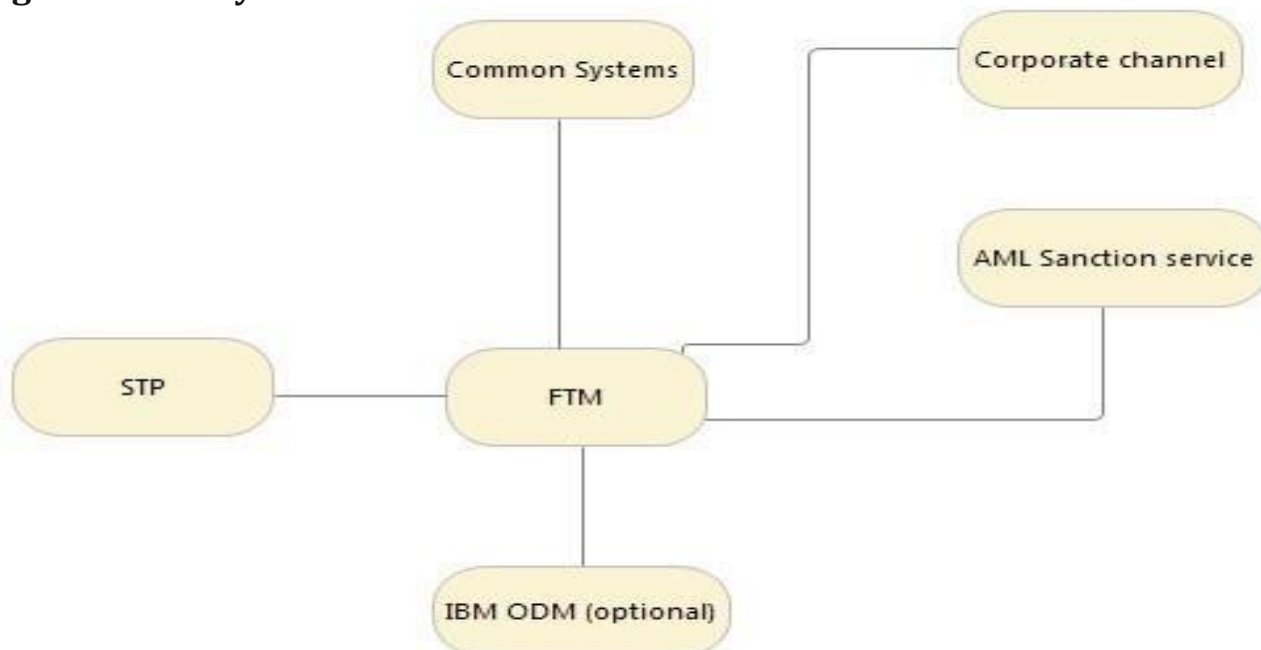 Common Systems
Corporate channel
AML Sanction service
STP
FTM
IBM ODM (optional)